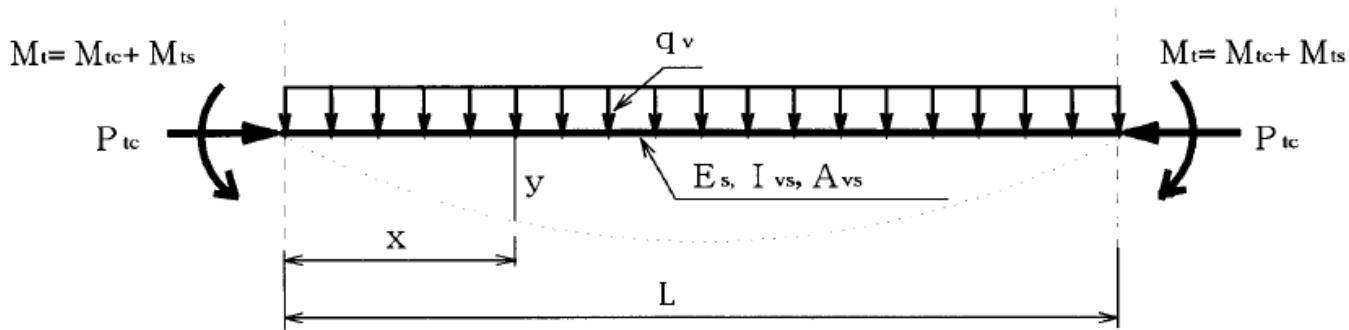 qv
Mt= Mtc+ Mts
Mt= Mtc+ Mts
Ptc
Ptc
Es, Ivs, Avs
y
x
L